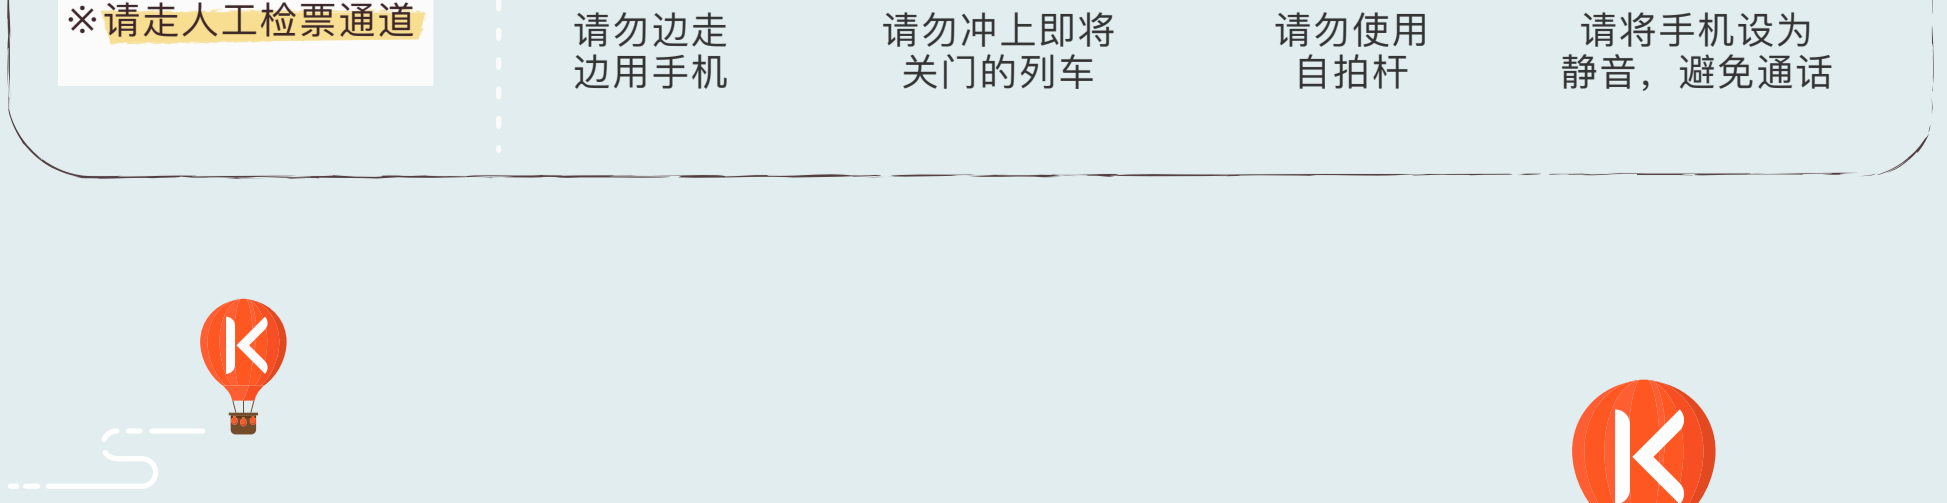 ※请走人工检票通道
请勿边走
边用手机
请勿冲上即将
关门的列车
请勿使用
自拍杆
请将手机设为
静音，避免通话
K
K